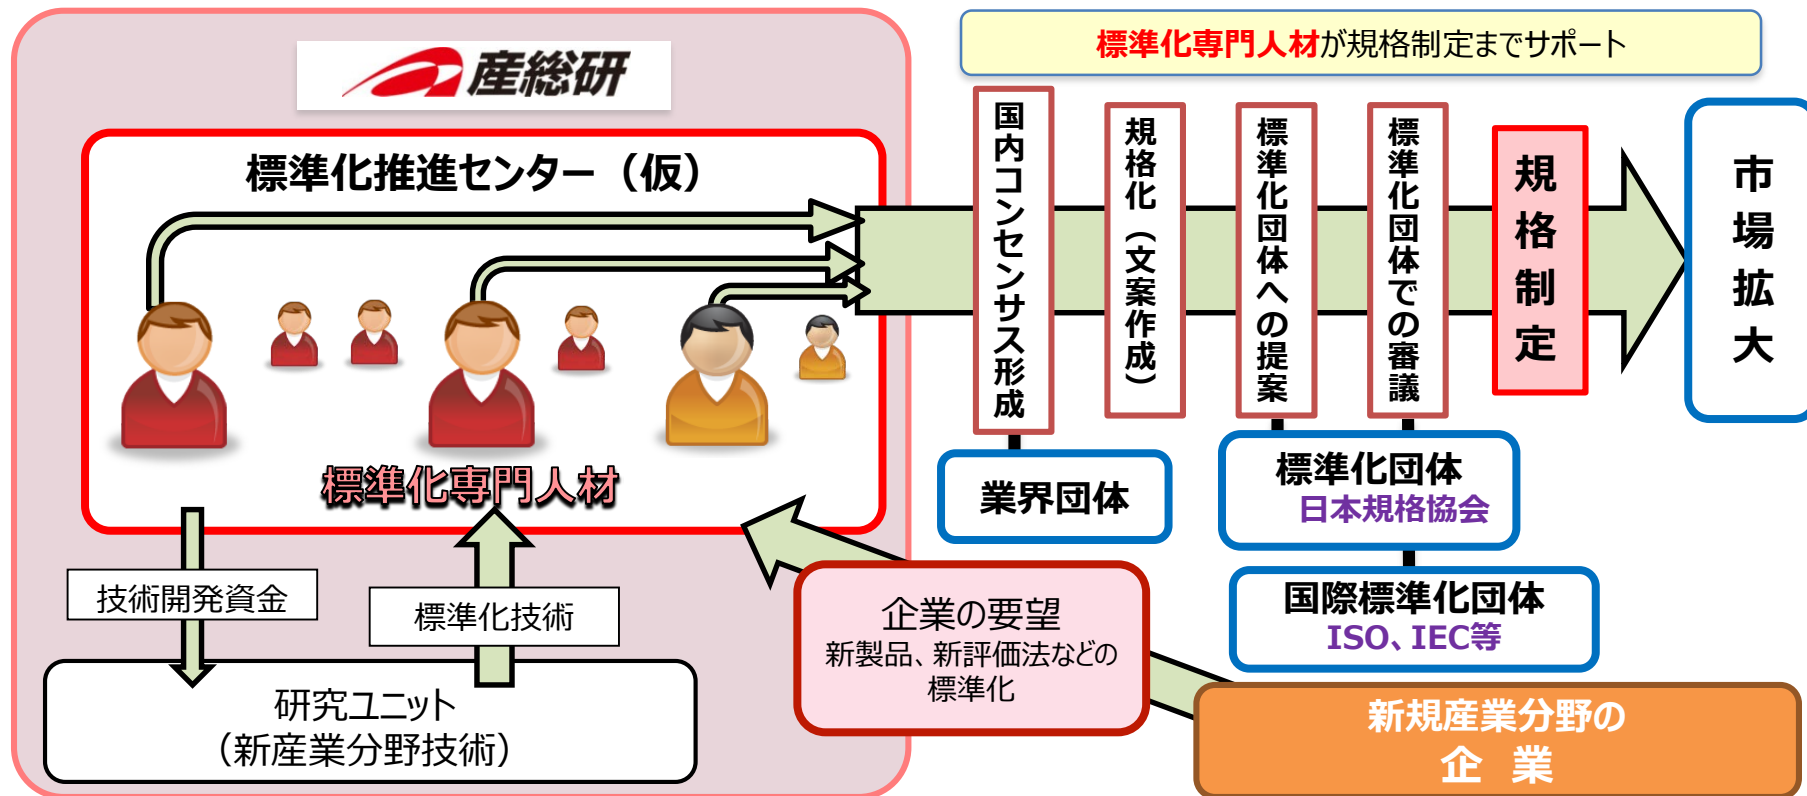 産総研
標準化推進センター（仮）
標準化専門人材
技術開発資金
標準化技術
研究ユニット
（新産業分野技術）
標準化専門人材が規格制定までサポート
国内コンセンサス形成
規格化（文案作成）
標準化団体への提案
標準化団体での審議
規格制定
市場拡大
業界団体
標準化団体
日本規格協会
国際標準化団体
ISO、IEC等
企業の要望
新製品、新評価法などの
標準化
新規産業分野の
企　業